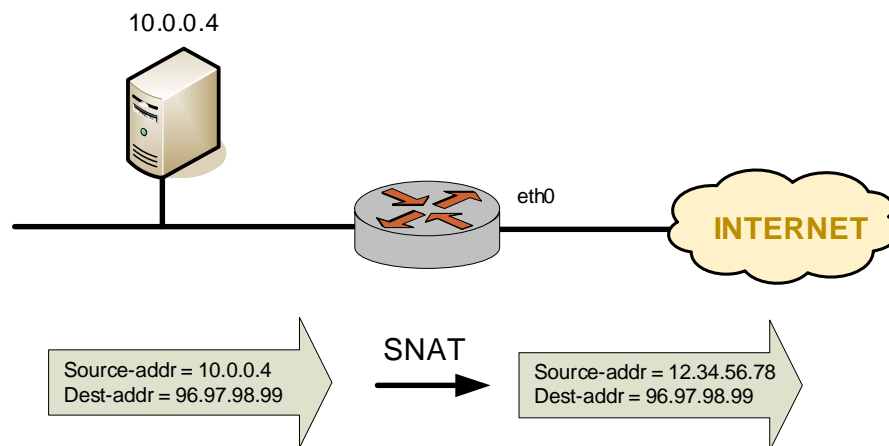 10.0.0.4
eth0
INTERNET
Source-addr = 10.0.0.4
Dest-addr = 96.97.98.99
SNAT
Source-addr = 12.34.56.78
Dest-addr = 96.97.98.99